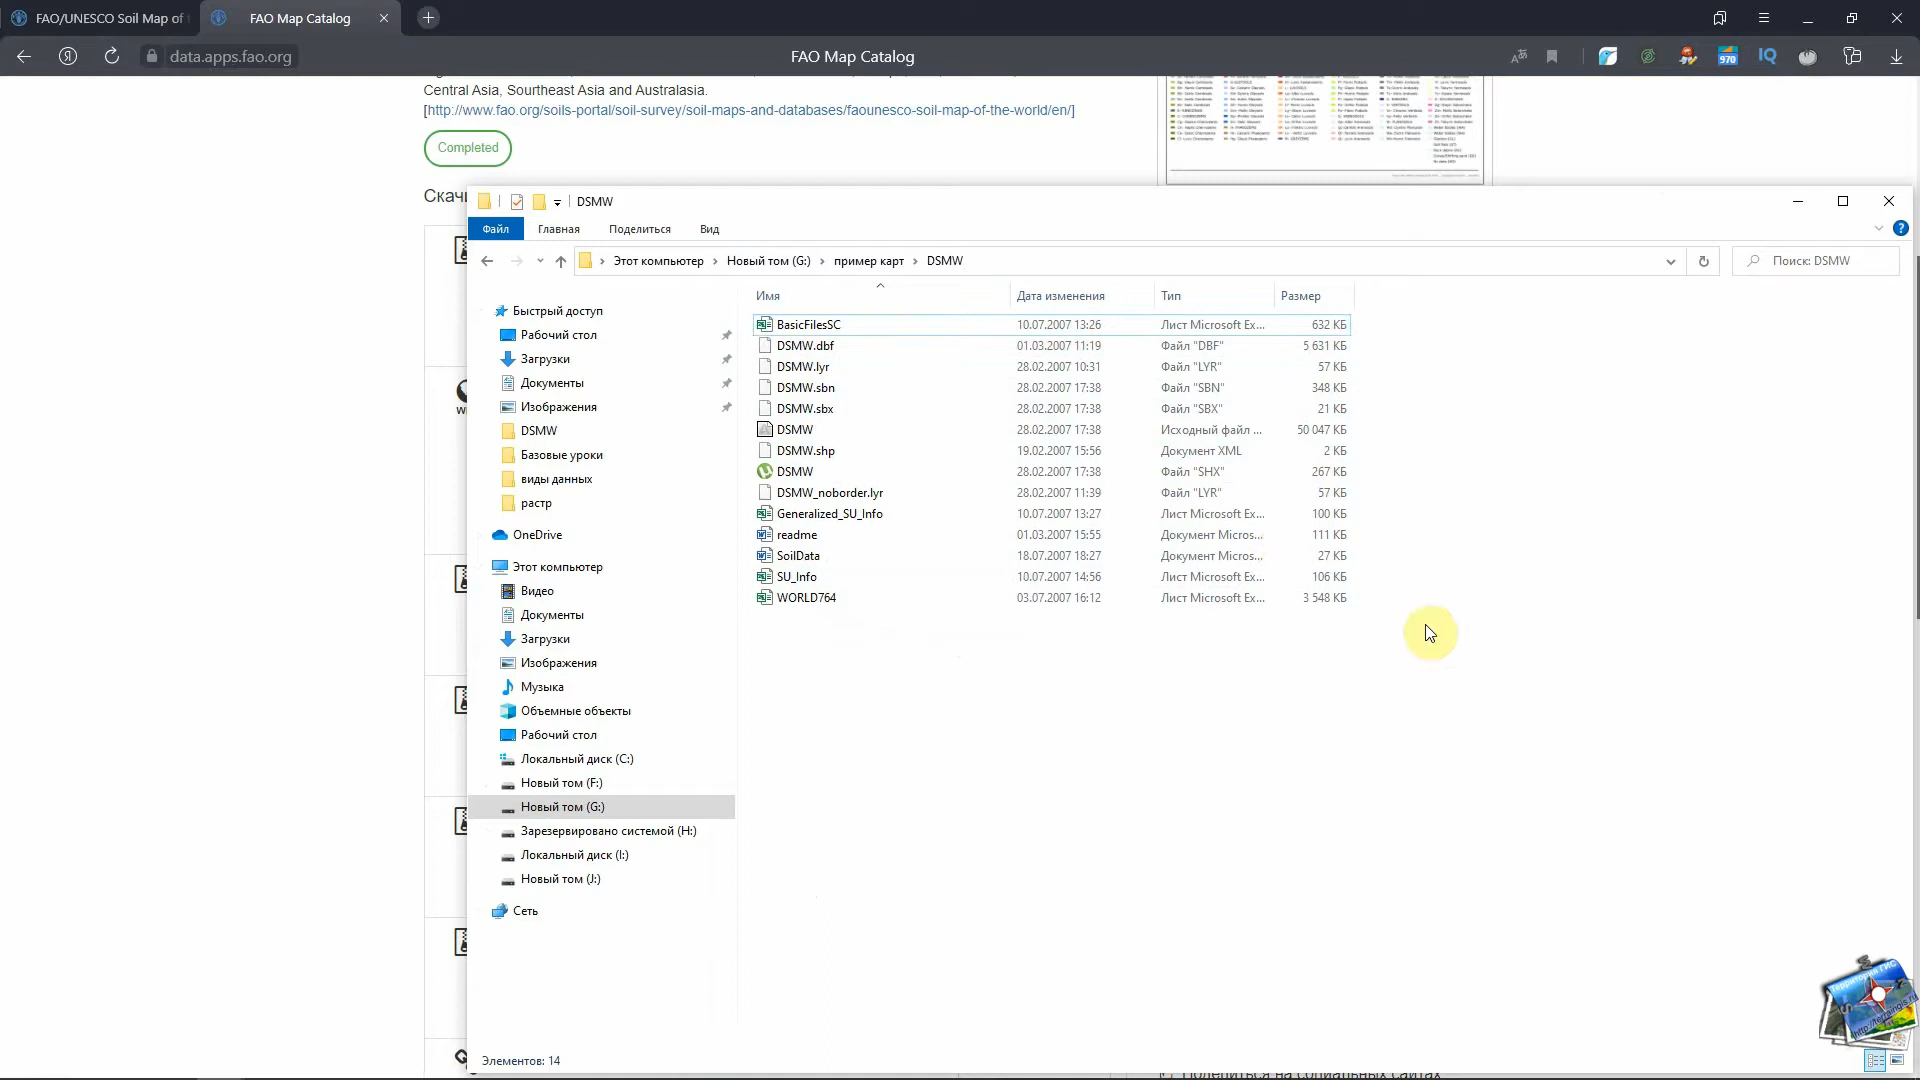 FAO/UNESCO Soil Map of
FAO Map Catalog
data.apps.fao.org
FAO Map Catalog
970
IQ
Central Asia, Sourtheast Asia and Australasia.
[http://www.fao.org/soils-portal/soil-survey/soil-maps-and-databases/faounesco-soil-map-of-the-world/en/]
Completed
DSMW
Файл
Главная
Поделиться
Вид
Этот компьютер › Новый том (G:) › пример карт › DSMW
Поиск: DSMW
Имя
Дата изменения
Тип
Размер
Быстрый доступ
Рабочий стол
Загрузки
Документы
Изображения
DSMW
Базовые уроки
виды данных
растр
OneDrive
Этот компьютер
Видео
Документы
Загрузки
Изображения
Музыка
Объемные объекты
Рабочий стол
Локальный диск (C:)
Новый том (F:)
Новый том (G:)
Зарезервировано системой (H:)
Локальный диск (I:)
Новый том (J:)
Сеть
BasicFilesSC 10.07.2007 13:26 Лист Microsoft Ex... 632 КБ
DSMW.dbf 01.03.2007 11:19 Файл "DBF" 5 631 КБ
DSMW.lyr 28.02.2007 10:31 Файл "LYR" 57 КБ
DSMW.sbn 28.02.2007 17:38 Файл "SBN" 348 КБ
DSMW.sbx 28.02.2007 17:38 Файл "SBX" 21 КБ
DSMW 28.02.2007 17:38 Исходный файл ... 50 047 КБ
DSMW.shp 19.02.2007 15:56 Документ XML 2 КБ
DSMW 28.02.2007 17:38 Файл "SHX" 267 КБ
DSMW_noborder.lyr 28.02.2007 11:39 Файл "LYR" 57 КБ
Generalized_SU_Info 10.07.2007 13:27 Лист Microsoft Ex... 100 КБ
readme 01.03.2007 15:55 Документ Micros... 111 КБ
SoilData 18.07.2007 18:27 Документ Micros... 27 КБ
SU_Info 10.07.2007 14:56 Лист Microsoft Ex... 106 КБ
WORLD764 03.07.2007 16:12 Лист Microsoft Ex... 3 548 КБ
Элементов: 14
Территория ГИС